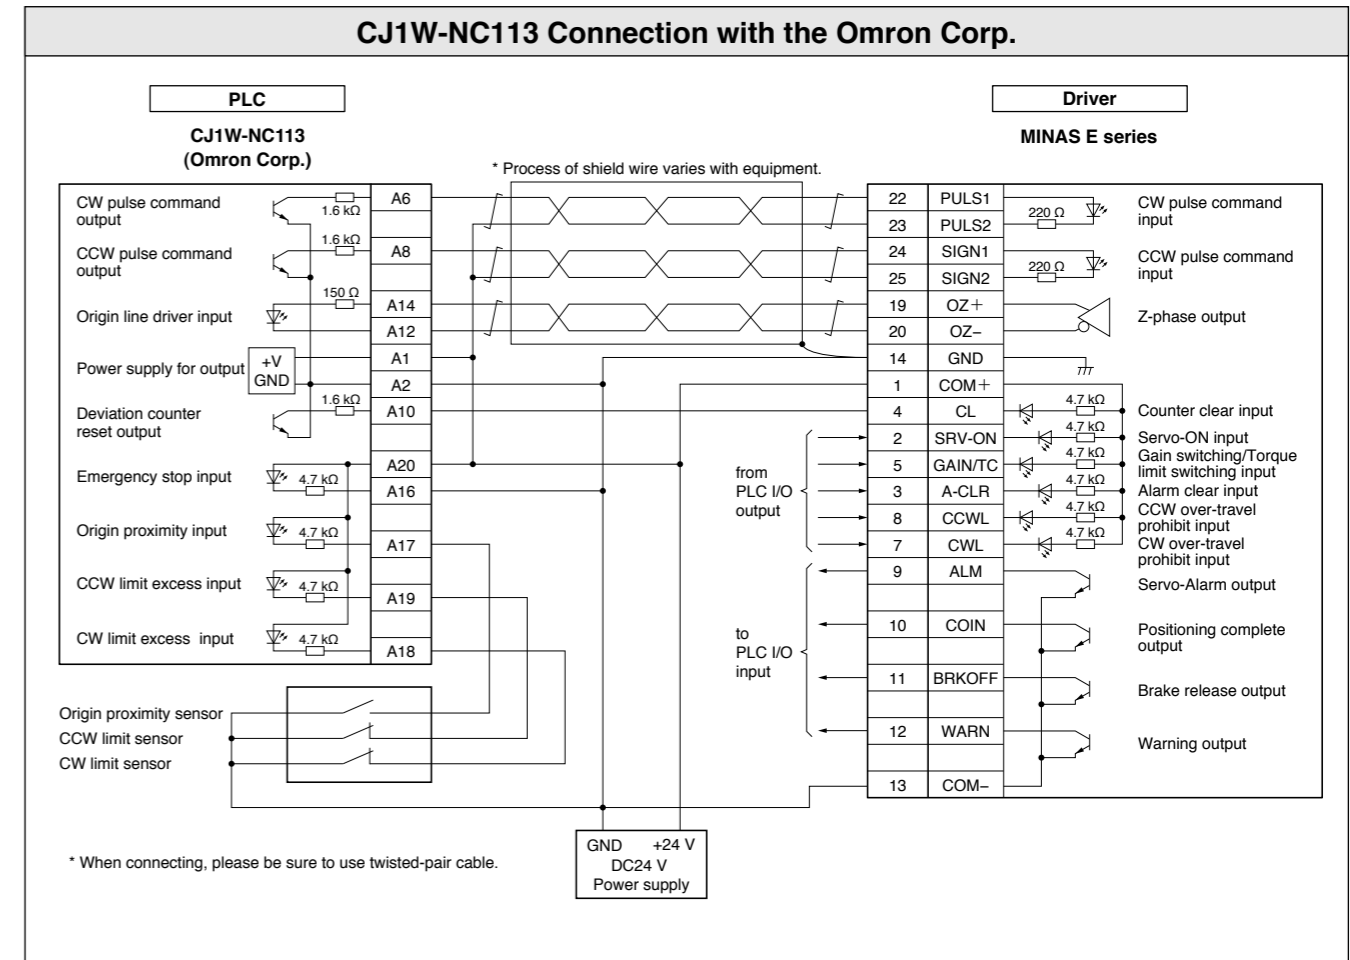 CJ1W-NC113 Connection with the Omron Corp.
PLC
CJ1W-NC113
(Omron Corp.)
Driver
MINAS E series
* Process of shield wire varies with equipment.
CW pulse command
output
1.6 kΩ
A6
CCW pulse command
output
1.6 kΩ
A8
Origin line driver input
150 Ω
A14
A12
Power supply for output
+V
GND
A1
A2
Deviation counter
reset output
1.6 kΩ
A10
Emergency stop input
4.7 kΩ
A20
A16
Origin proximity input
4.7 kΩ
A17
CCW limit excess input
4.7 kΩ
A19
CW limit excess input
4.7 kΩ
A18
Origin proximity sensor
CCW limit sensor
CW limit sensor
from
PLC I/O
output
to
PLC I/O
input
22 PULS1
23 PULS2
220 Ω
CW pulse command
input
24 SIGN1
25 SIGN2
220 Ω
CCW pulse command
input
19 OZ+
20 OZ−
Z-phase output
14 GND
1 COM+
4 CL 4.7 kΩ Counter clear input
2 SRV-ON 4.7 kΩ Servo-ON input
5 GAIN/TC 4.7 kΩ Gain switching/Torque
limit switching input
3 A-CLR 4.7 kΩ Alarm clear input
8 CCWL 4.7 kΩ CCW over-travel
prohibit input
7 CWL 4.7 kΩ CW over-travel
prohibit input
9 ALM Servo-Alarm output
10 COIN Positioning complete
output
11 BRKOFF Brake release output
12 WARN Warning output
13 COM−
GND +24 V
DC24 V
Power supply
* When connecting, please be sure to use twisted-pair cable.